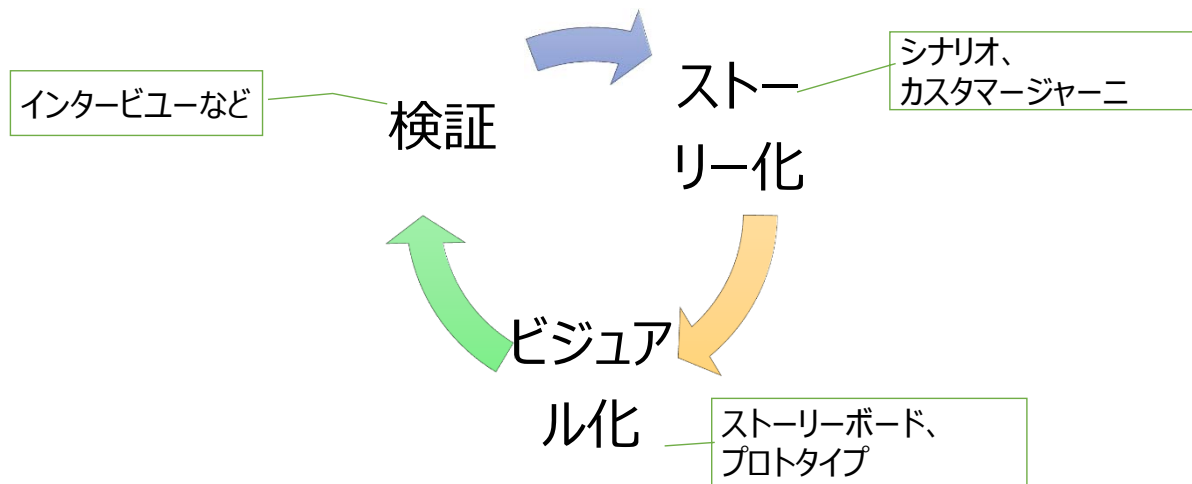 シナリオ、
カスタマージャーニ
ストー
リー化
インタービユーなど
検証
ビジュア
ル化
ストーリーボード、
プロトタイプ